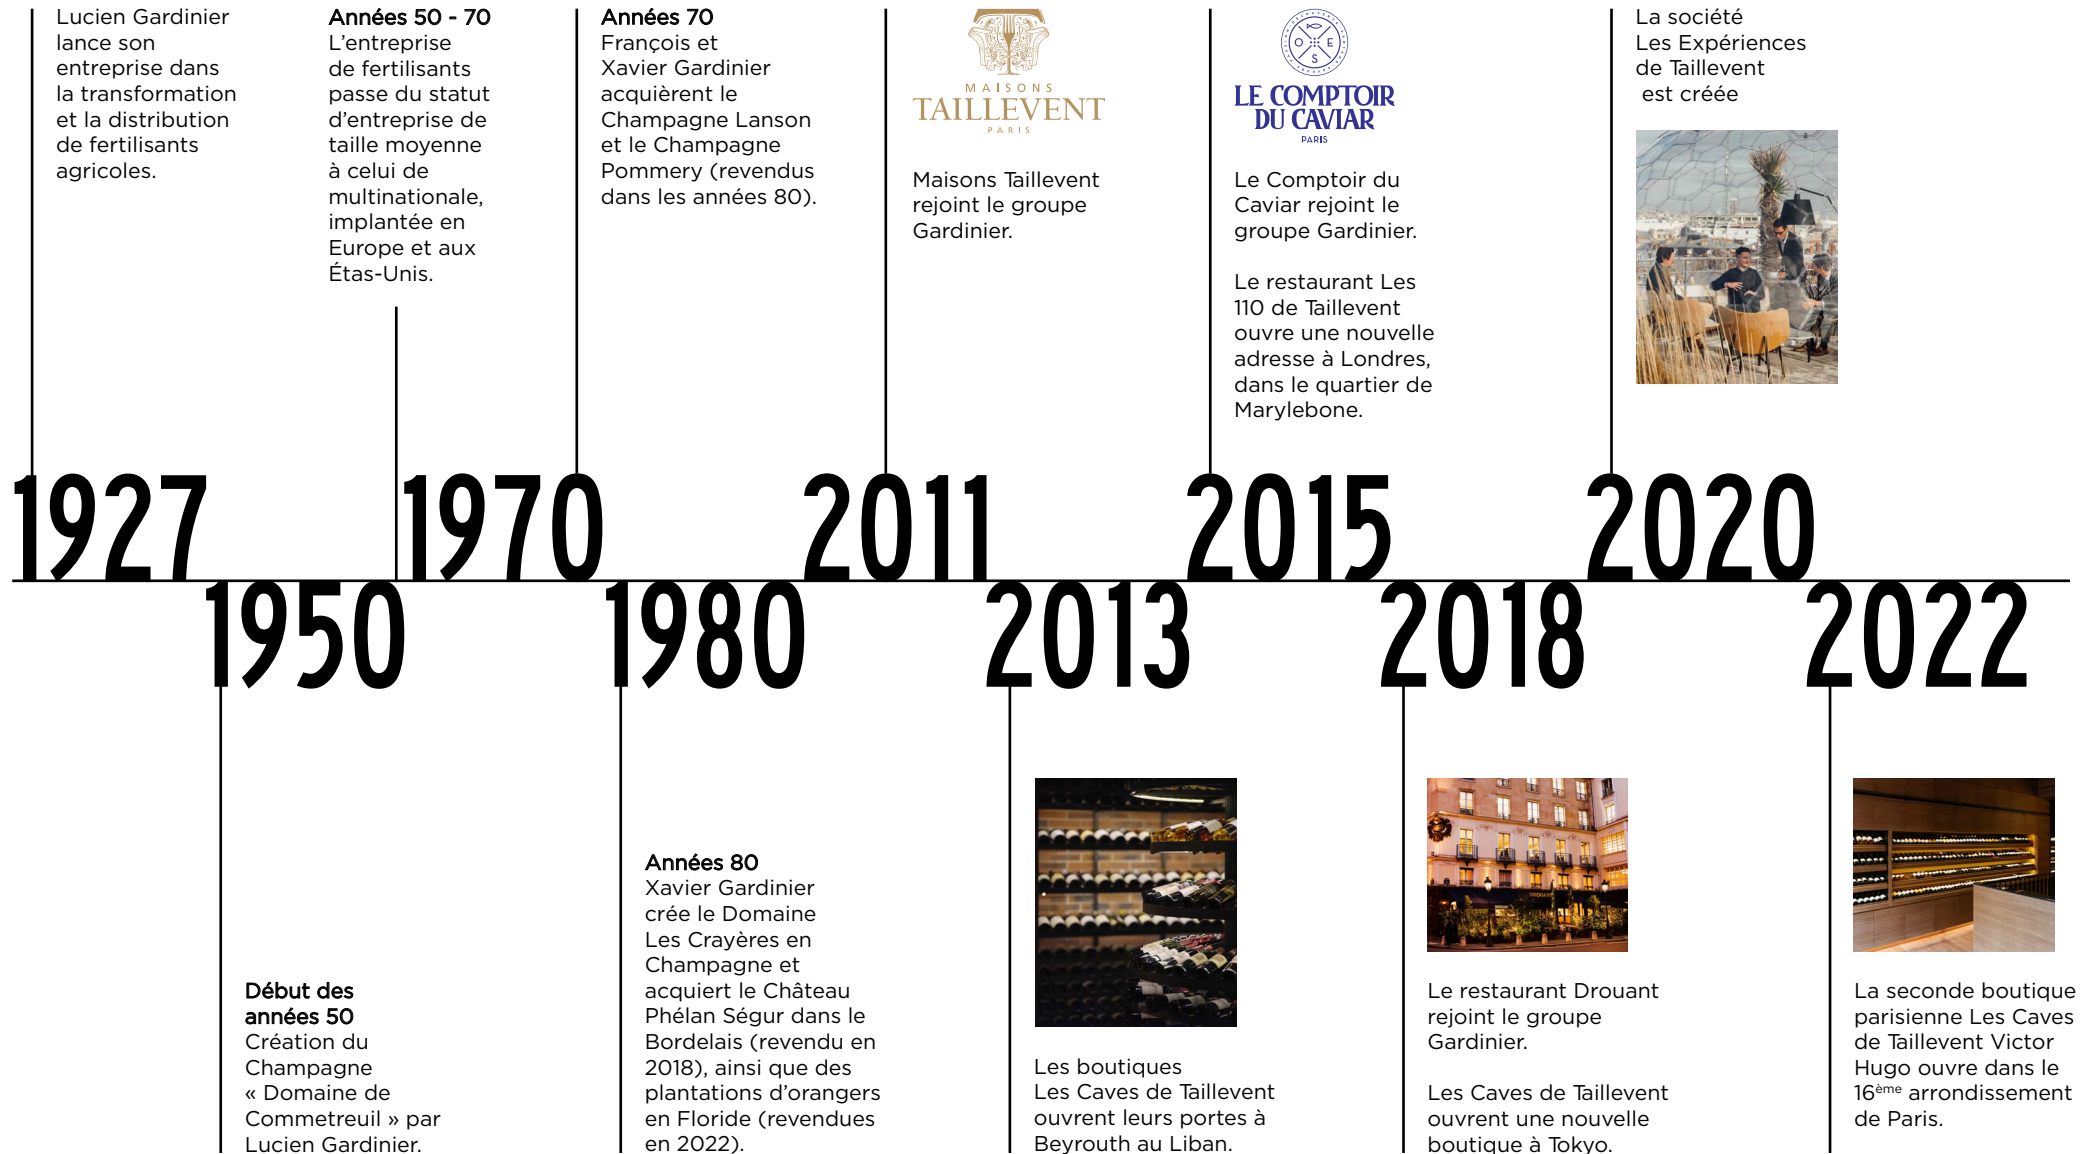 Lucien Gardinier
lance son
entreprise dans
la transformation
et la distribution
de fertilisants
agricoles.
Années 50 - 70
L’entreprise
de fertilisants
passe du statut
d’entreprise de
taille moyenne
à celui de
multinationale,
implantée en
Europe et aux
Étas-Unis.
Années 70
François et
Xavier Gardinier
acquièrent le
Champagne Lanson
et le Champagne
Pommery (revendus
dans les années 80).
MAISONS
TAILLEVENT
PARIS
Maisons Taillevent
rejoint le groupe
Gardinier.
LE COMPTOIR
DU CAVIAR
PARIS
Le Comptoir du
Caviar rejoint le
groupe Gardinier.
Le restaurant Les
110 de Taillevent
ouvre une nouvelle
adresse à Londres,
dans le quartier de
Marylebone.
La société
Les Expériences
de Taillevent
est créée
1927
1970
2011
2015
2020
1950
1980
2013
2018
2022
Début des
années 50
Création du
Champagne
« Domaine de
Commetreuil » par
Lucien Gardinier.
Années 80
Xavier Gardinier
crée le Domaine
Les Crayères en
Champagne et
acquiert le Château
Phélan Ségur dans le
Bordelais (revendu en
2018), ainsi que des
plantations d’orangers
en Floride (revendues
en 2022).
Les boutiques
Les Caves de Taillevent
ouvrent leurs portes à
Beyrouth au Liban.
DROUANT
Le restaurant Drouant
rejoint le groupe
Gardinier.
Les Caves de Taillevent
ouvrent une nouvelle
boutique à Tokyo.
La seconde boutique
parisienne Les Caves
de Taillevent Victor
Hugo ouvre dans le
16ème arrondissement
de Paris.